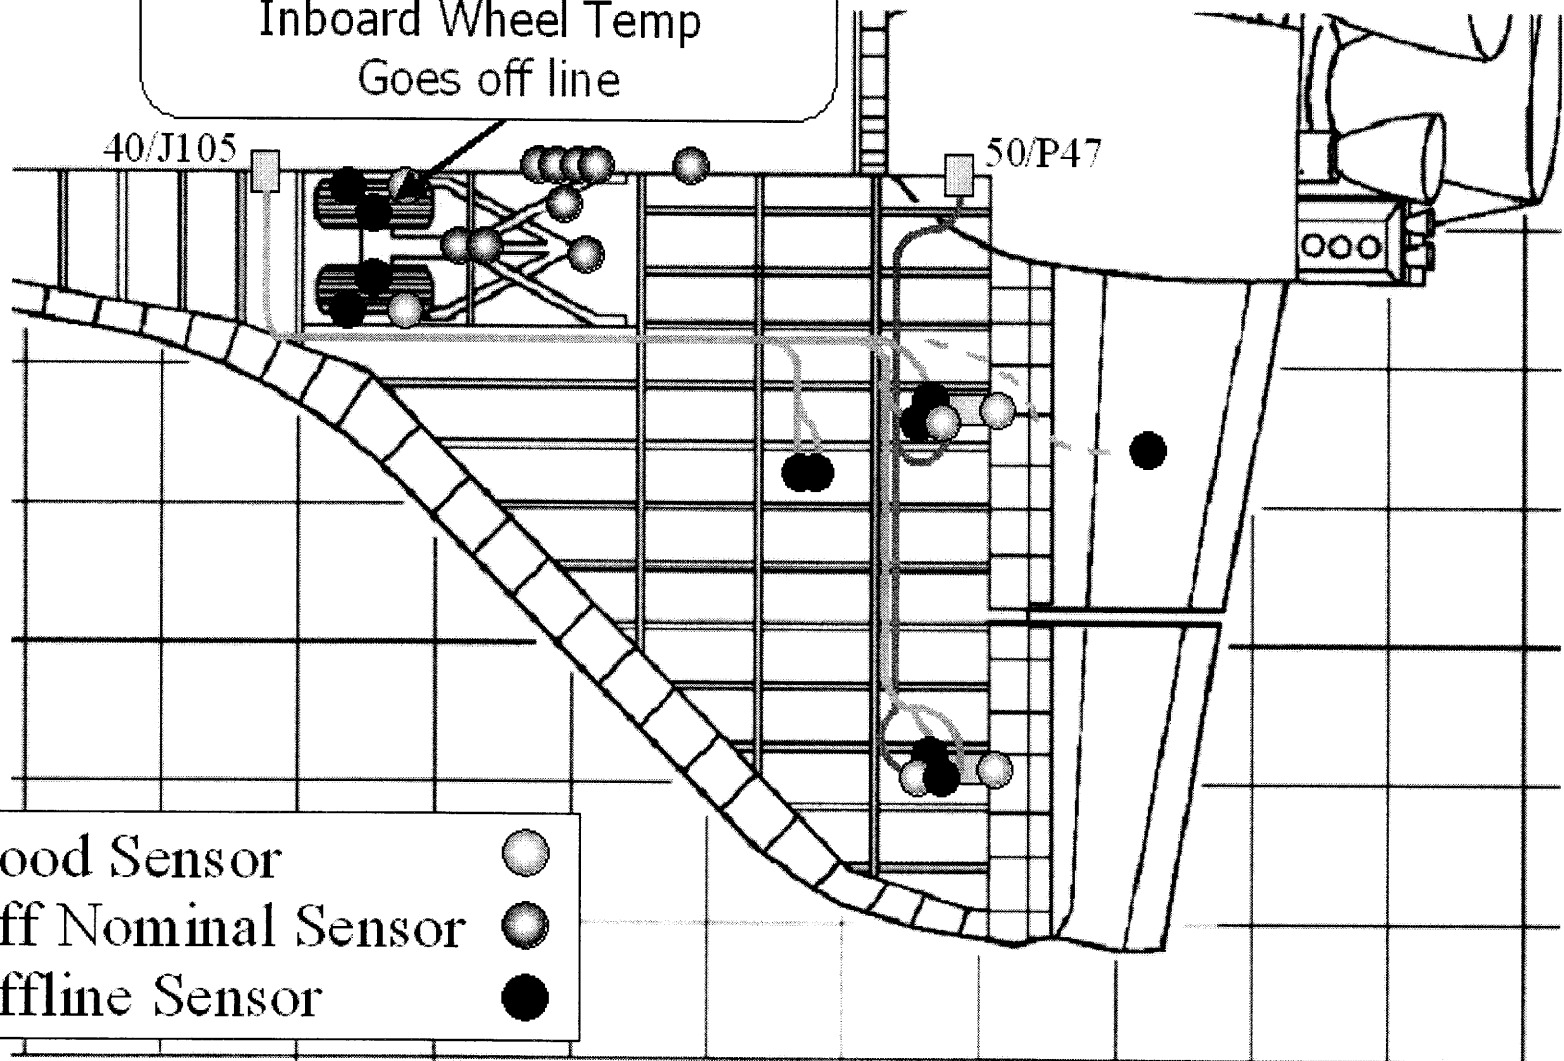 Inboard Wheel Temp
Goes off line
40/J105
50/P47
ood Sensor
ff Nominal Sensor
ffline Sensor